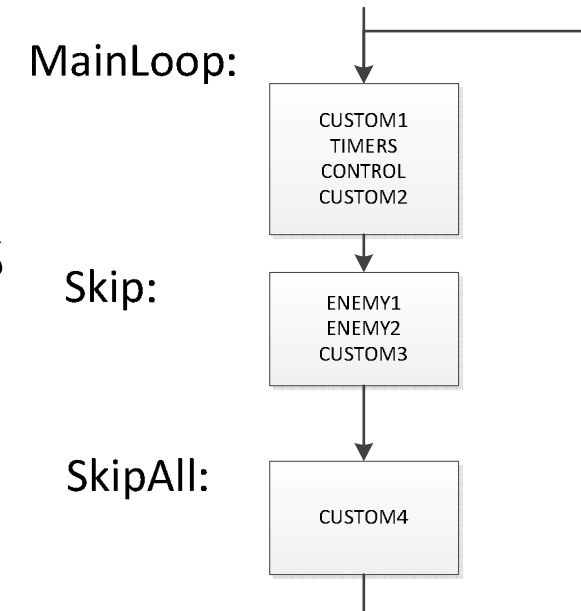 MainLoop:
CUSTOM1
TIMERS
CONTROL
CUSTOM2
Skip:
ENEMY1
ENEMY2
CUSTOM3
SkipAll:
CUSTOM4